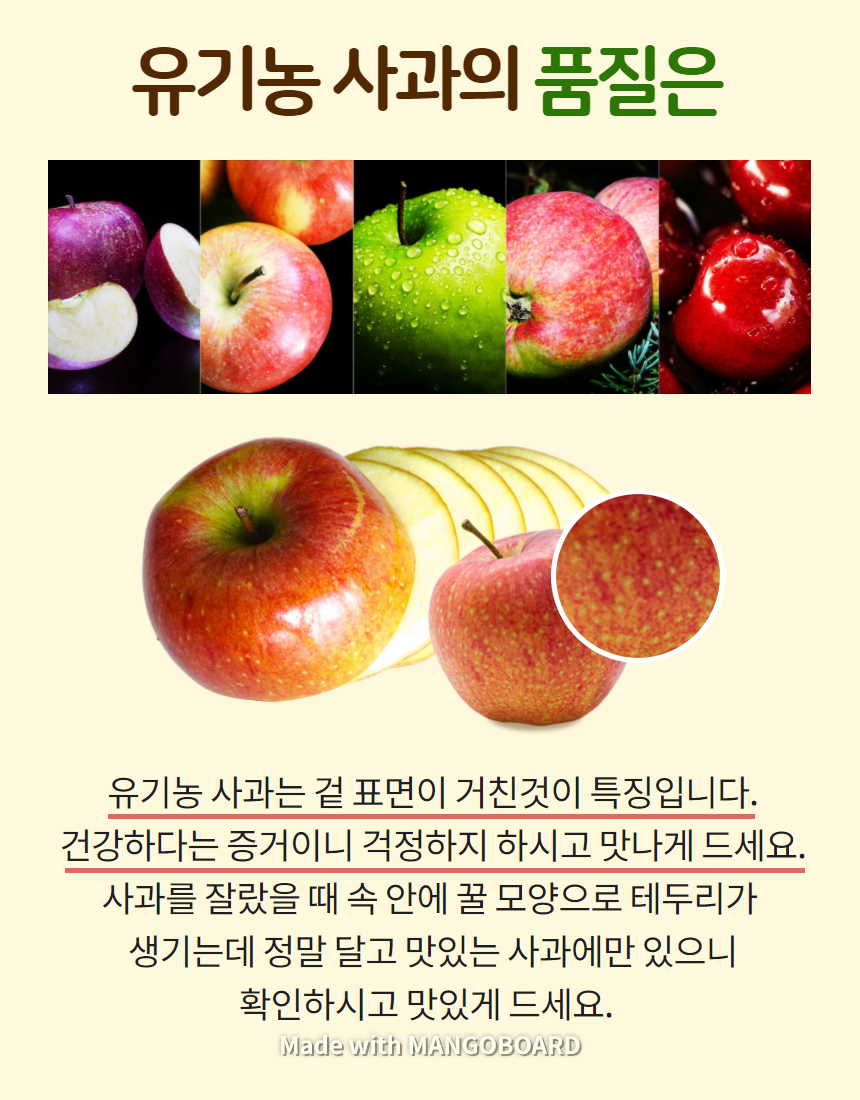 유기농 사과의 품질은
유기농 사과는 겉 표면이 거친것이 특징입니다.
건강하다는 증거이니 걱정하지 하시고 맛나게 드세요.
사과를 잘랐을 때 속 안에 꿀 모양으로 테두리가
생기는데 정말 달고 맛있는 사과에만 있으니
확인하시고 맛있게 드세요.
Made with MANGOBOARD